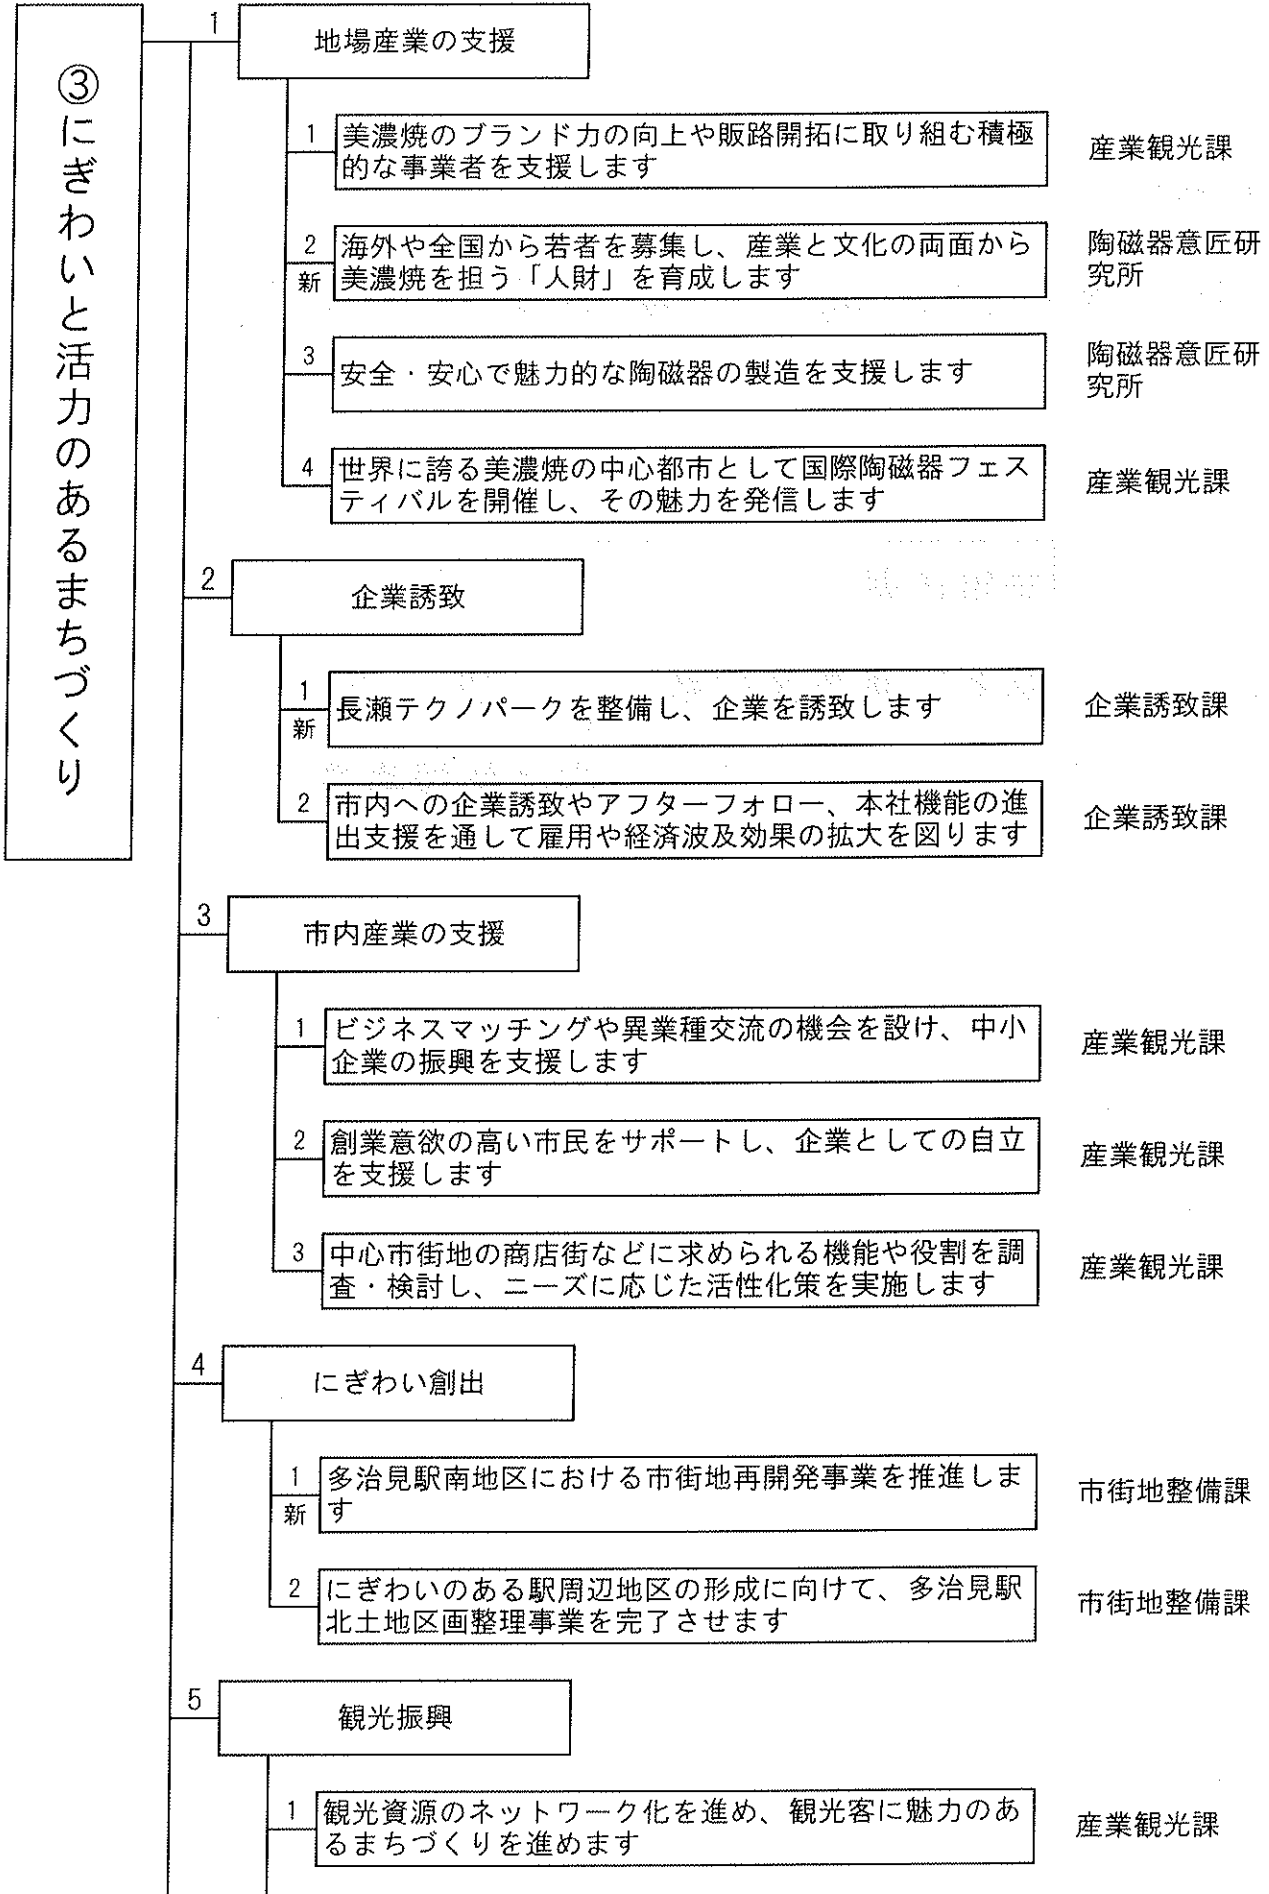 ③にぎわいと活力のあるまちづくり
1
地場産業の支援
1
美濃焼のブランド力の向上や販路開拓に取り組む積極
的な事業者を支援します
産業観光課
2
新
海外や全国から若者を募集し、産業と文化の両面から
美濃焼を担う「人財」を育成します
陶磁器意匠研
究所
3
安全・安心で魅力的な陶磁器の製造を支援します
陶磁器意匠研
究所
4
世界に誇る美濃焼の中心都市として国際陶磁器フェス
ティバルを開催し、その魅力を発信します
産業観光課
2
企業誘致
1
新
長瀬テクノパークを整備し、企業を誘致します
企業誘致課
2
市内への企業誘致やアフターフォロー、本社機能の進
出支援を通して雇用や経済波及効果の拡大を図ります
企業誘致課
3
市内産業の支援
1
ビジネスマッチングや異業種交流の機会を設け、中小
企業の振興を支援します
産業観光課
2
創業意欲の高い市民をサポートし、企業としての自立
を支援します
産業観光課
3
中心市街地の商店街などに求められる機能や役割を調
査・検討し、ニーズに応じた活性化策を実施します
産業観光課
4
にぎわい創出
1
新
多治見駅南地区における市街地再開発事業を推進しま
す
市街地整備課
2
にぎわいのある駅周辺地区の形成に向けて、多治見駅
北土地区画整理事業を完了させます
市街地整備課
5
観光振興
1
観光資源のネットワーク化を進め、観光客に魅力のあ
るまちづくりを進めます
産業観光課